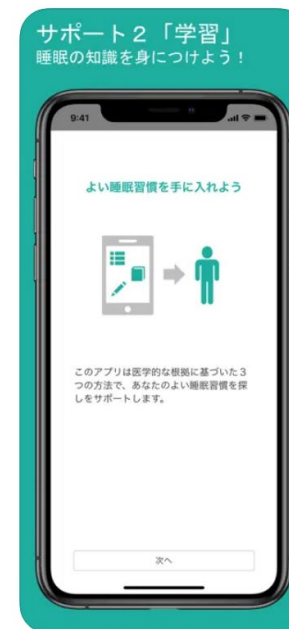 サポート２「学習」
睡眠の知識を身につけよう！
9:41
よい睡眠習慣を手に入れよう
このアプリは医学的な根拠に基づいた３
つの方法で、あなたのよい睡眠習慣を探
しをサポートします。
次へ